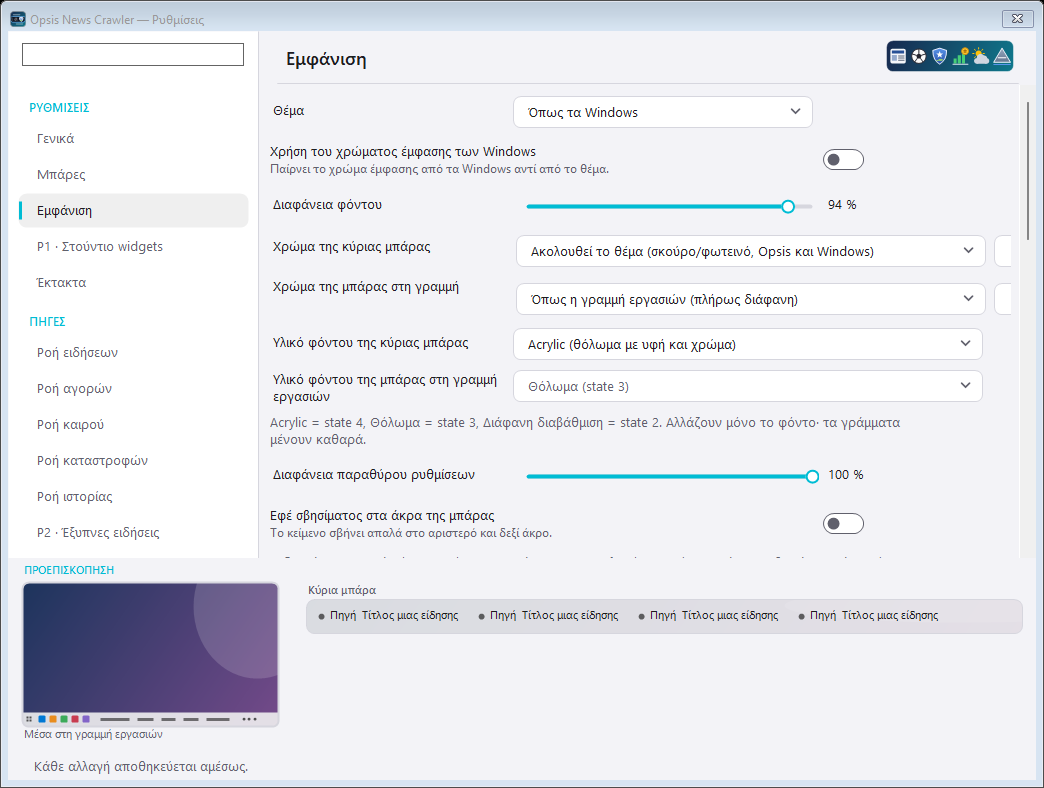 Opsis News Crawler — Ρυθμίσεις
ΡΥΘΜΙΣΕΙΣ
Γενικά
Μπάρες
Εμφάνιση
P1 · Στούντιο widgets
Έκτακτα
ΠΗΓΕΣ
Ροή ειδήσεων
Ροή αγορών
Ροή καιρού
Ροή καταστροφών
Ροή ιστορίας
P2 · Έξυπνες ειδήσεις
Εμφάνιση
Θέμα
Όπως τα Windows
Χρήση του χρώματος έμφασης των Windows
Παίρνει το χρώμα έμφασης από τα Windows αντί από το θέμα.
Διαφάνεια φόντου
94 %
Χρώμα της κύριας μπάρας
Ακολουθεί το θέμα (σκούρο/φωτεινό, Opsis και Windows)
Χρώμα της μπάρας στη γραμμή
Όπως η γραμμή εργασιών (πλήρως διάφανη)
Υλικό φόντου της κύριας μπάρας
Acrylic (θόλωμα με υφή και χρώμα)
Υλικό φόντου της μπάρας στη γραμμή
εργασιών
Θόλωμα (state 3)
Acrylic = state 4, Θόλωμα = state 3, Διάφανη διαβάθμιση = state 2. Αλλάζουν μόνο το φόντο· τα γράμματα
μένουν καθαρά.
Διαφάνεια παραθύρου ρυθμίσεων
100 %
Εφέ σβησίματος στα άκρα της μπάρας
Το κείμενο σβήνει απαλά στο αριστερό και δεξί άκρο.
ΠΡΟΕΠΙΣΚΟΠΗΣΗ
Μέσα στη γραμμή εργασιών
Κύρια μπάρα
● Πηγή Τίτλος μιας είδησης ● Πηγή Τίτλος μιας είδησης ● Πηγή Τίτλος μιας είδησης ● Πηγή Τίτλος μιας είδησης
Κάθε αλλαγή αποθηκεύεται αμέσως.